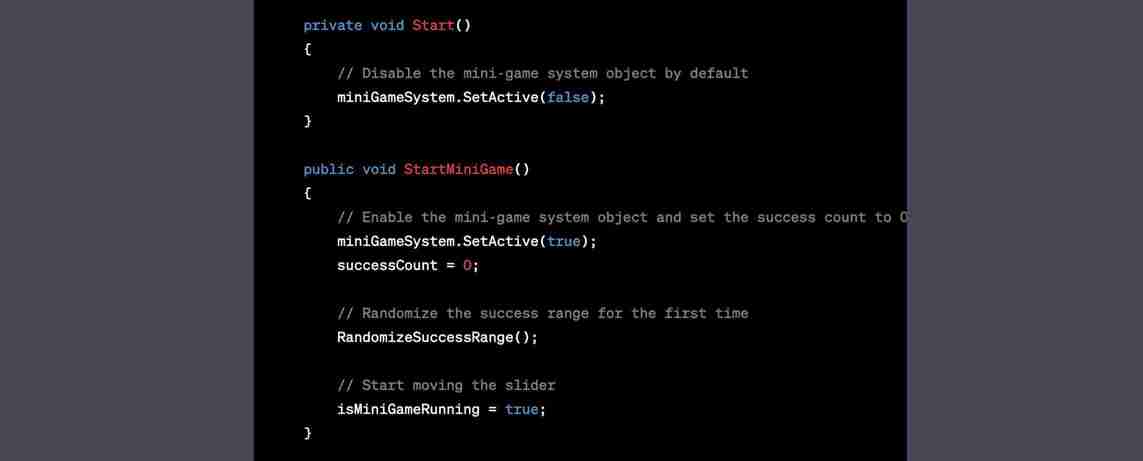 private void Start()
{
    // Disable the mini-game system object by default
    miniGameSystem.SetActive(false);
}

public void StartMiniGame()
{
    // Enable the mini-game system object and set the success count to 0
    miniGameSystem.SetActive(true);
    successCount = 0;

    // Randomize the success range for the first time
    RandomizeSuccessRange();

    // Start moving the slider
    isMiniGameRunning = true;
}